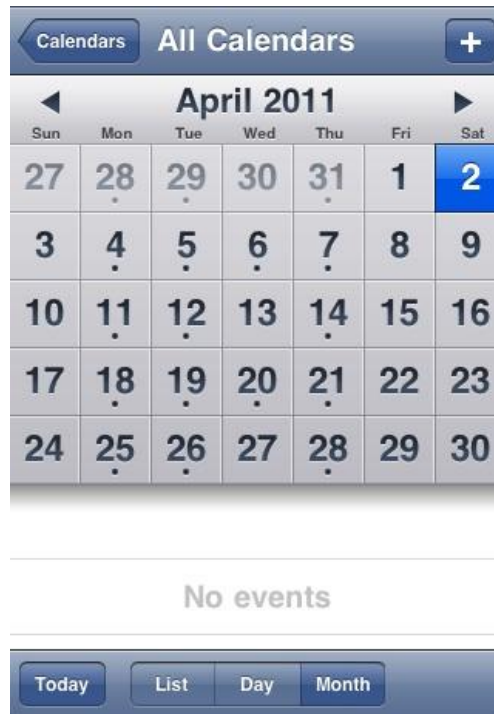 Calendars All Calendars +
April 2011
Sun Mon Tue Wed Thu Fri Sat
27 28 29 30 31 1 2
3 4 5 6 7 8 9
10 11 12 13 14 15 16
17 18 19 20 21 22 23
24 25 26 27 28 29 30
No events
Today List Day Month